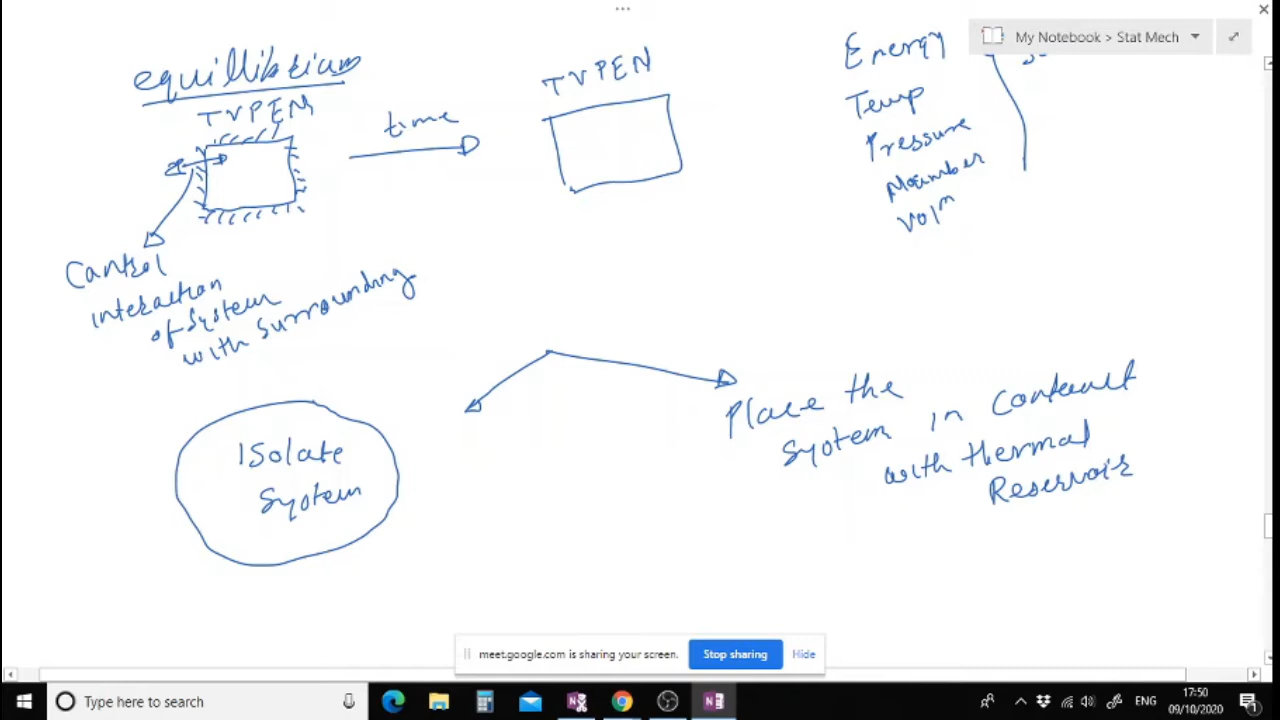 My Notebook > Stat Mech
equillibrium
TVPEN
time
TVPEN
Energy
Temp
Pressure
Number
Volm
Control
interaction
of System
with Surrounding
Isolate
System
Place the
System in Contact
with thermal
Reservoir
meet.google.com is sharing your screen.
Stop sharing
Hide
Type here to search
ENG
17:50
09/10/2020
1